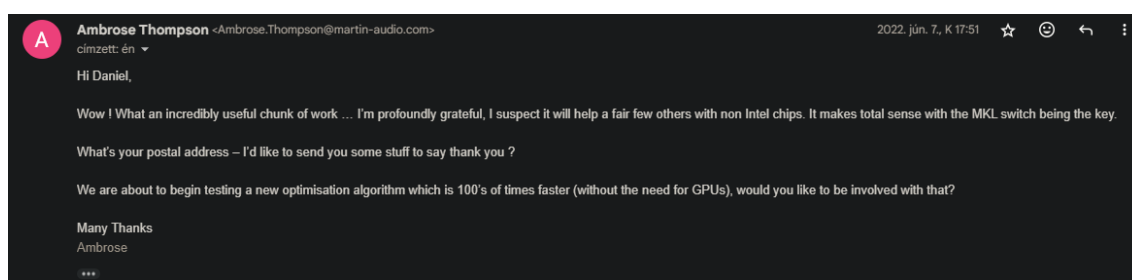 A
Ambrose Thompson <Ambrose.Thompson@martin-audio.com>
2022. jún. 7., K 17:51
címzett: én
Hi Daniel,
Wow ! What an incredibly useful chunk of work … I'm profoundly grateful, I suspect it will help a fair few others with non Intel chips. It makes total sense with the MKL switch being the key.
What's your postal address – I'd like to send you some stuff to say thank you ?
We are about to begin testing a new optimisation algorithm which is 100's of times faster (without the need for GPUs), would you like to be involved with that?
Many Thanks
Ambrose